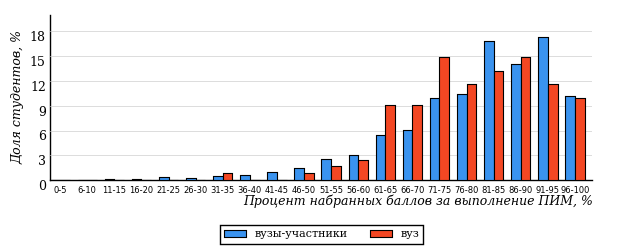 Доля студентов, %
18
15
12
9
6
3
0
0-5 6-10 11-15 16-20 21-25 26-30 31-35 36-40 41-45 46-50 51-55 56-60 61-65 66-70 71-75 76-80 81-85 86-90 91-95 96-100
Процент набранных баллов за выполнение ПИМ, %
вузы-участники вуз